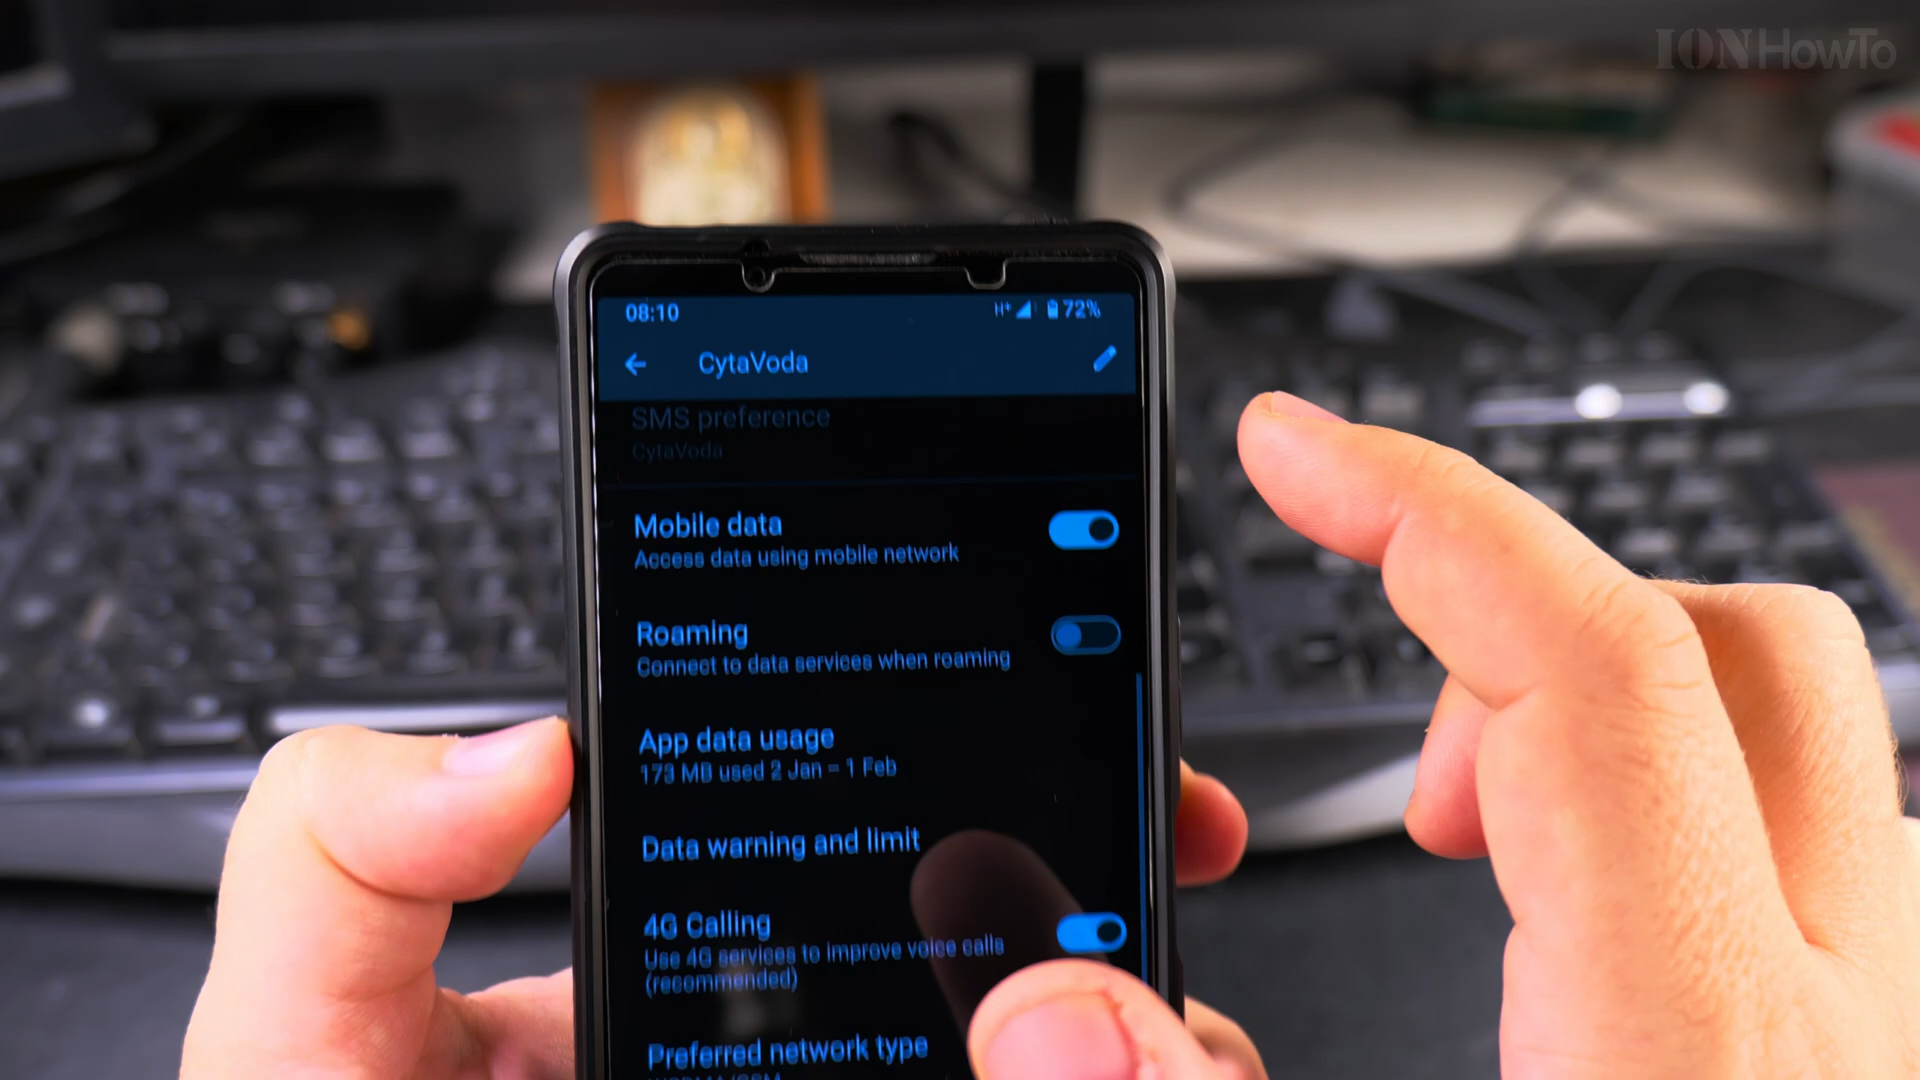 IONHowTo
08:10
H+ 72%
CytaVoda
SMS preference
CytaVoda
Mobile data
Access data using mobile network
Roaming
Connect to data services when roaming
App data usage
173 MB used 2 Jan – 1 Feb
Data warning and limit
4G Calling
Use 4G services to improve voice calls
(recommended)
Preferred network type